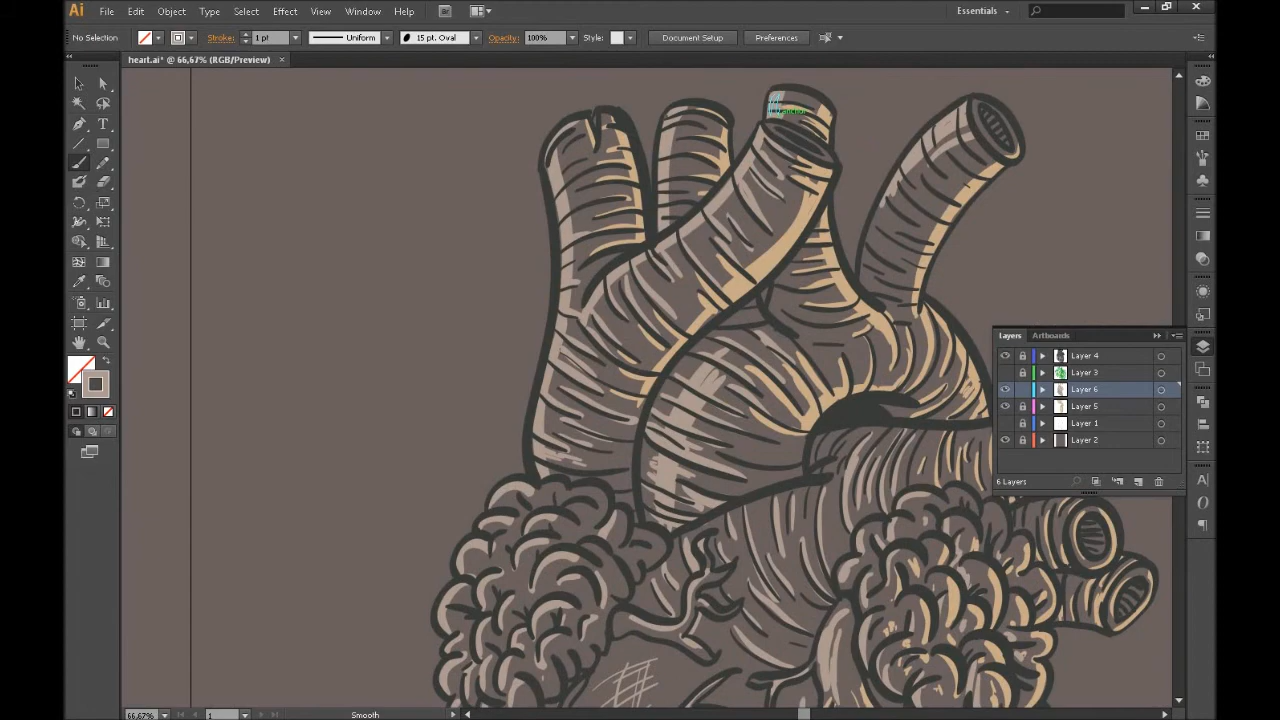 Ai File Edit Object Type Select Effect View Window Help Br Essentials
No Selection Stroke: 1 pt Uniform 15 pt. Oval Opacity: 100% Style: Document Setup Preferences
heart.ai* @ 66,67% (RGB/Preview) ×
anchor
Layers Artboards
Layer 4
Layer 3
Layer 6
Layer 5
Layer 1
Layer 2
6 Layers
66,67% 1 Smooth